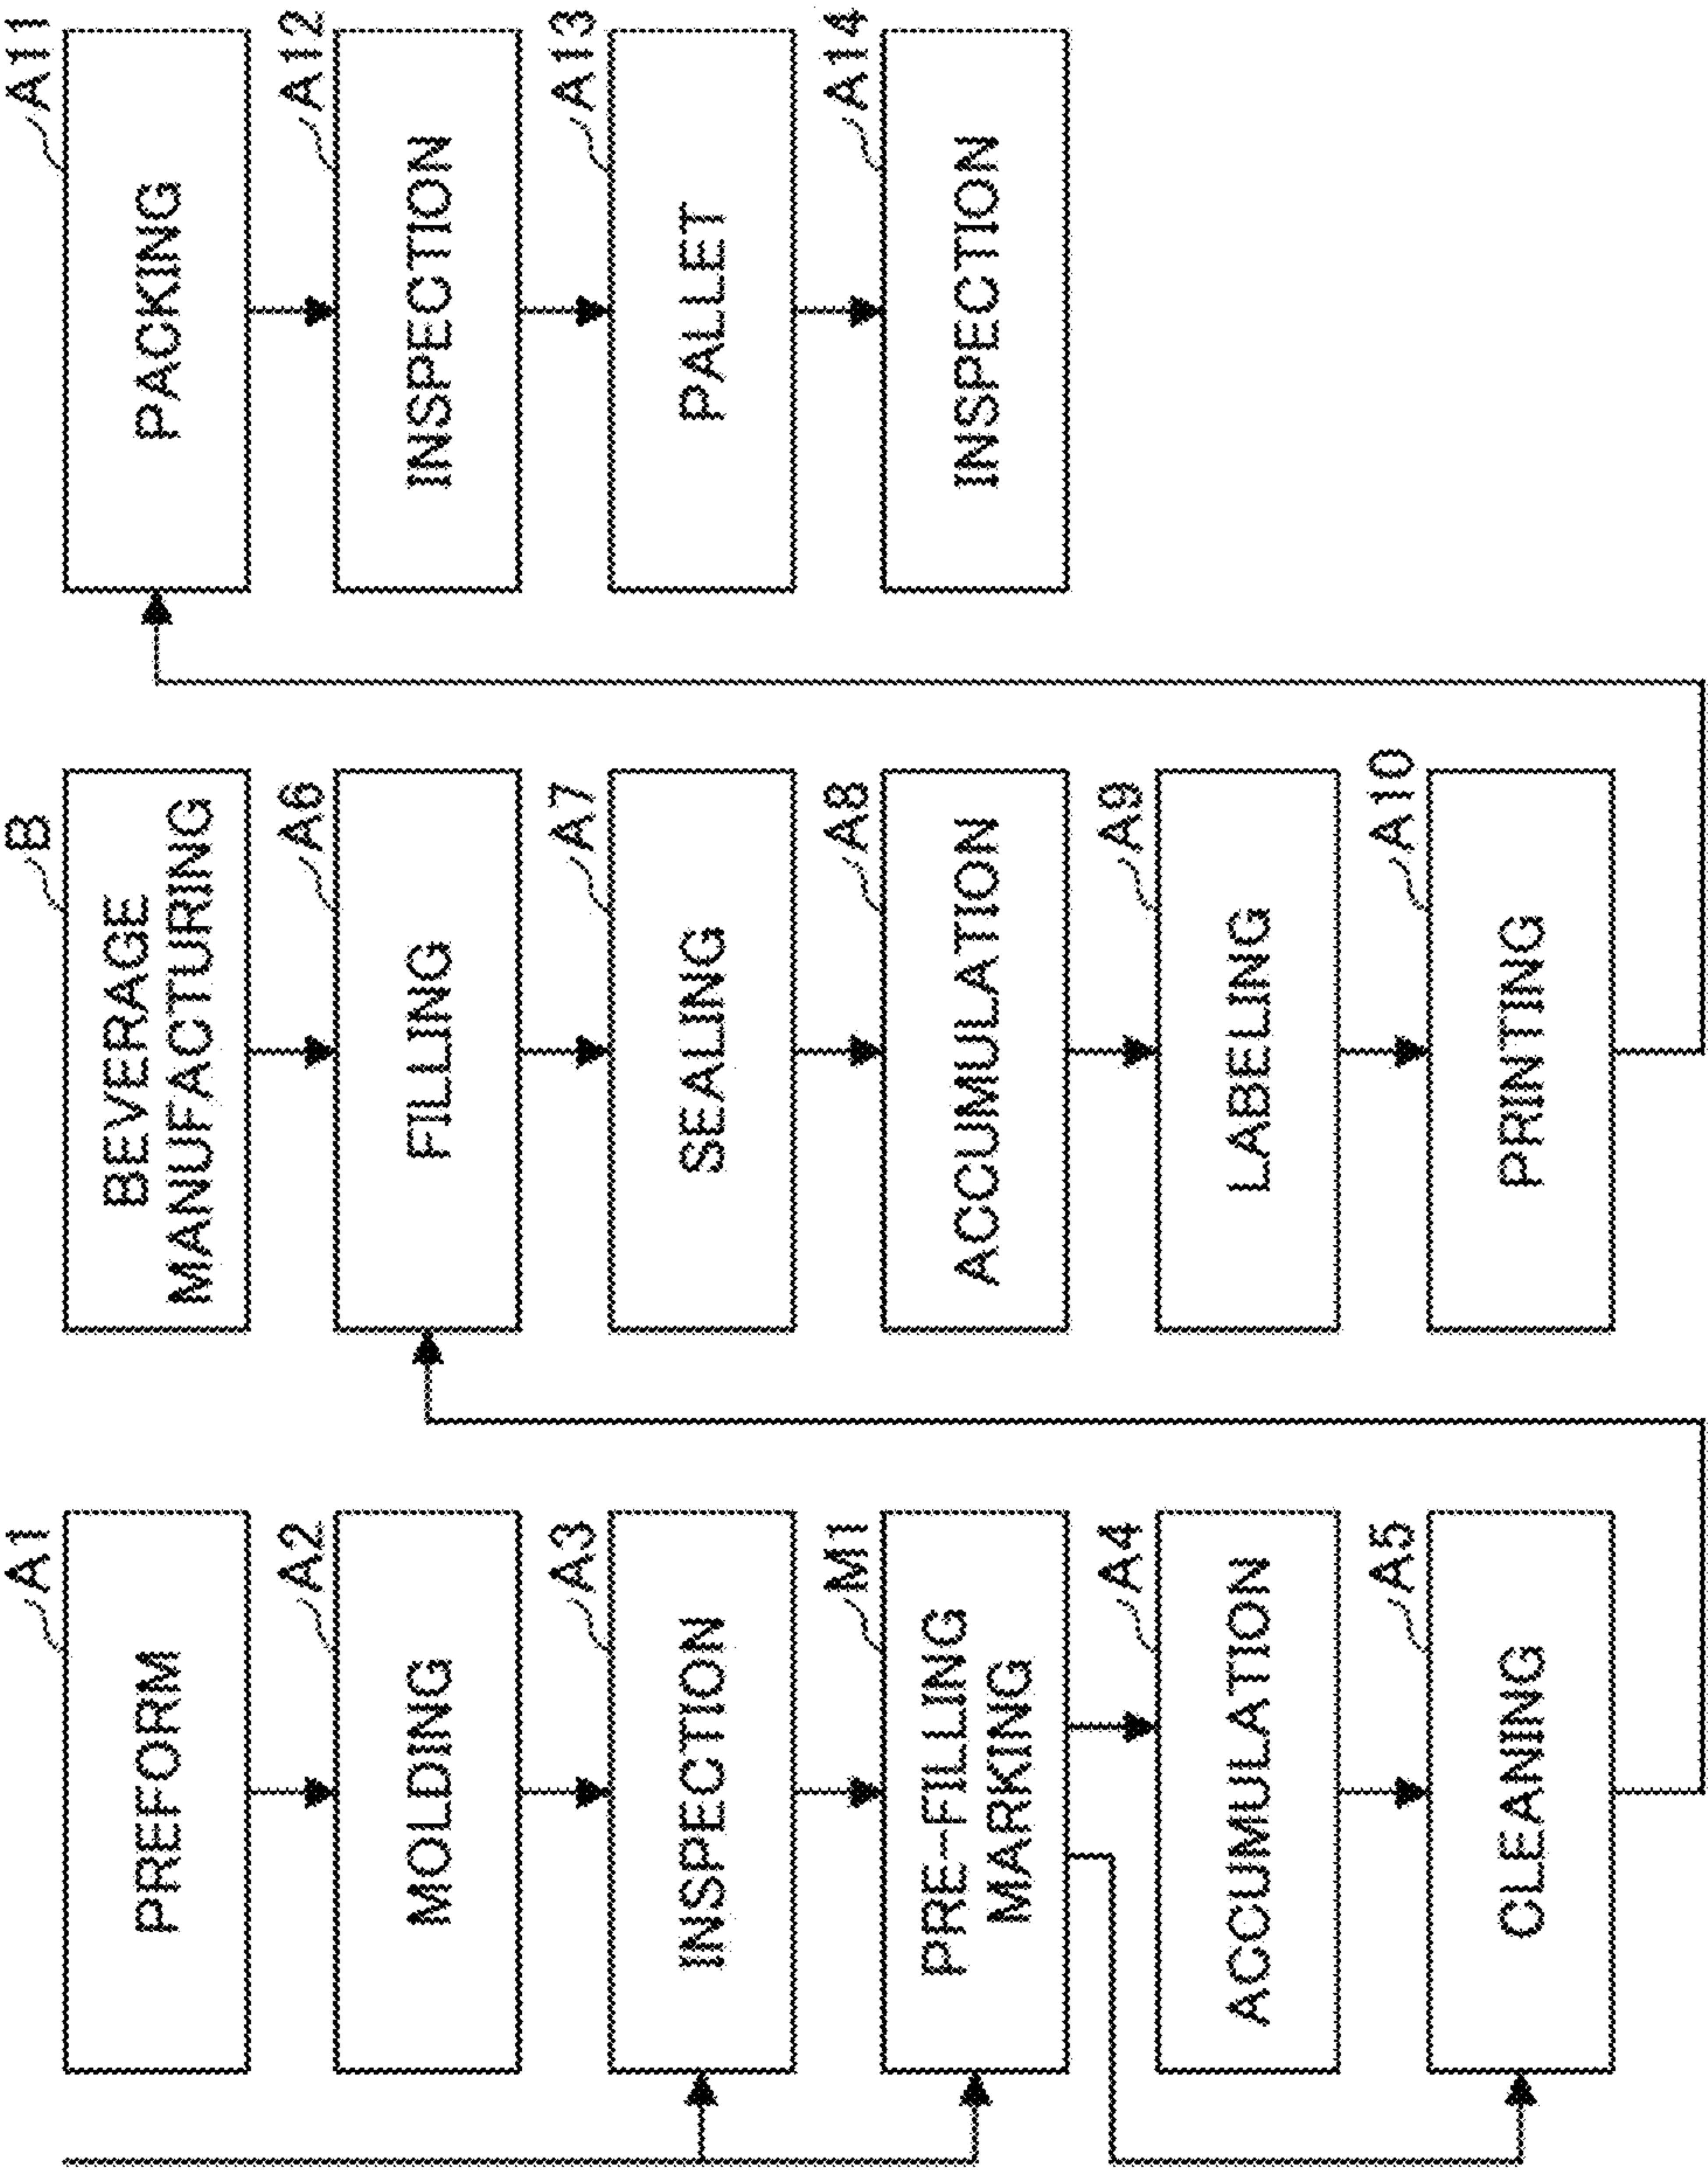 A1
PREFORM
A2
MOLDING
A3
INSPECTION
M1
PRE-FILLING
MARKING
A4
ACCUMULATION
A5
CLEANING
B
BEVERAGE
MANUFACTURING
A6
FILLING
A7
SEALING
A8
ACCUMULATION
A9
LABELING
A10
PRINTING
A11
PACKING
A12
INSPECTION
A13
PALLET
A14
INSPECTION